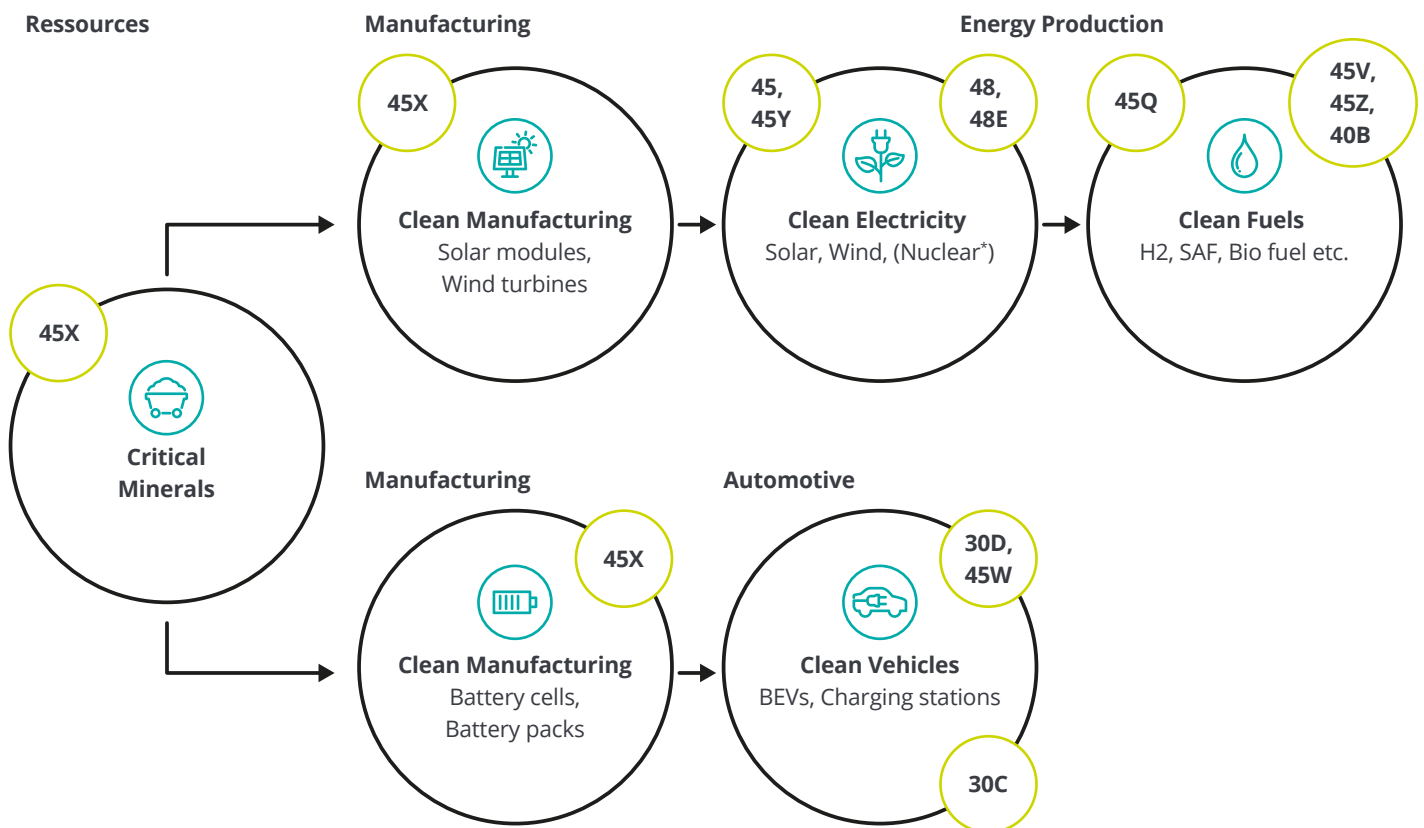 Ressources
Manufacturing
Energy Production
45X
Clean Manufacturing
Solar modules,
Wind turbines
45,
45Y
48,
48E
Clean Electricity
Solar, Wind, (Nuclear*)
45Q
45V,
45Z,
40B
Clean Fuels
H2, SAF, Bio fuel etc.
45X
Critical
Minerals
Manufacturing
Automotive
45X
Clean Manufacturing
Battery cells,
Battery packs
30D,
45W
Clean Vehicles
BEVs, Charging stations
30C